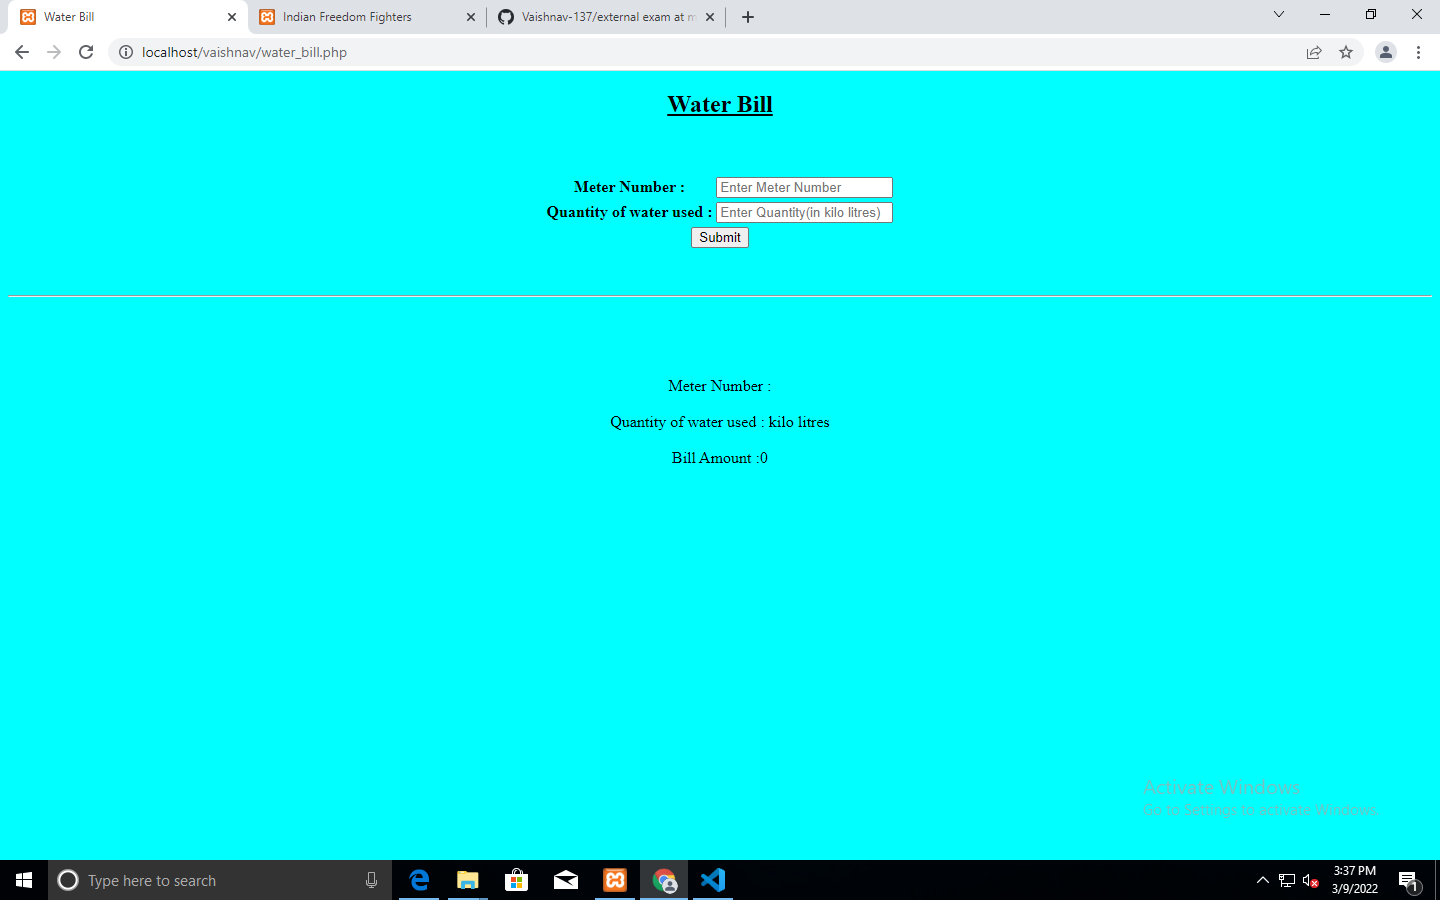 Water Bill
Indian Freedom Fighters
Vaishnav-137/external exam at m
localhost/vaishnav/water_bill.php
Water Bill
Meter Number :
Enter Meter Number
Quantity of water used :
Enter Quantity(in kilo litres)
Submit
Meter Number :
Quantity of water used : kilo litres
Bill Amount :0
Activate Windows
Go to Settings to activate Windows.
Type here to search
3:37 PM
3/9/2022
1